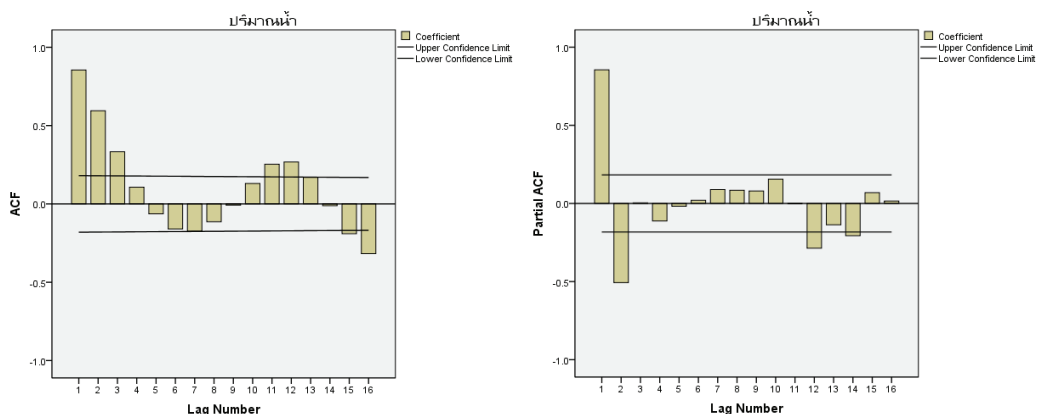 ปริมาณน้ำ
Coefficient
Upper Confidence Limit
Lower Confidence Limit
1.0
0.5
0.0
-0.5
-1.0
ACF
1 2 3 4 5 6 7 8 9 10 11 12 13 14 15 16
Lag Number
ปริมาณน้ำ
Coefficient
Upper Confidence Limit
Lower Confidence Limit
1.0
0.5
0.0
-0.5
-1.0
Partial ACF
1 2 3 4 5 6 7 8 9 10 11 12 13 14 15 16
Lag Number